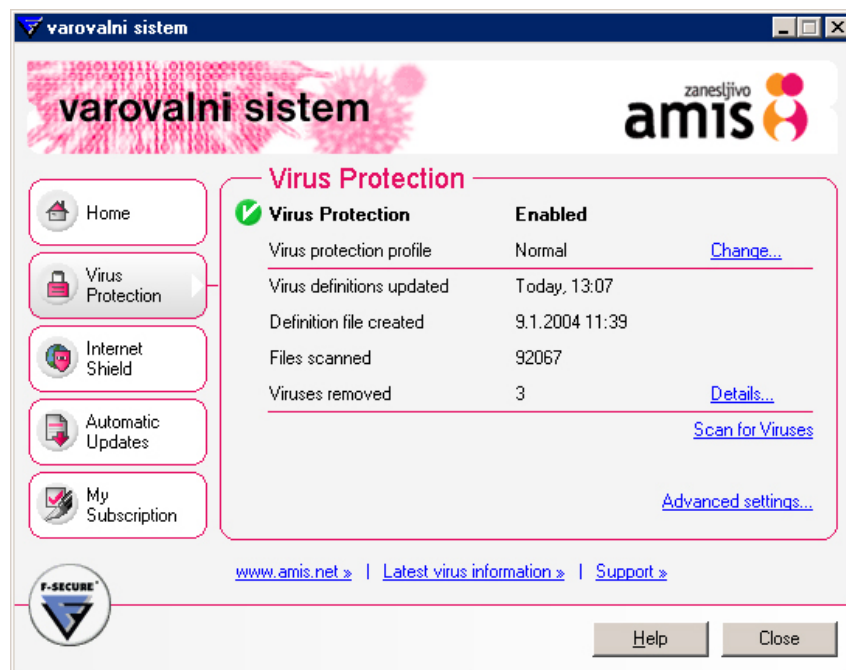 varovalni sistem
varovalni sistem
zanesljivo
amis
Home
Virus
Protection
Internet
Shield
Automatic
Updates
My
Subscription
Virus Protection
Virus Protection Enabled
Virus protection profile Normal Change...
Virus definitions updated Today, 13:07
Definition file created 9.1.2004 11:39
Files scanned 92067
Viruses removed 3 Details...
Scan for Viruses
Advanced settings...
www.amis.net » | Latest virus information » | Support »
F-SECURE
Help Close